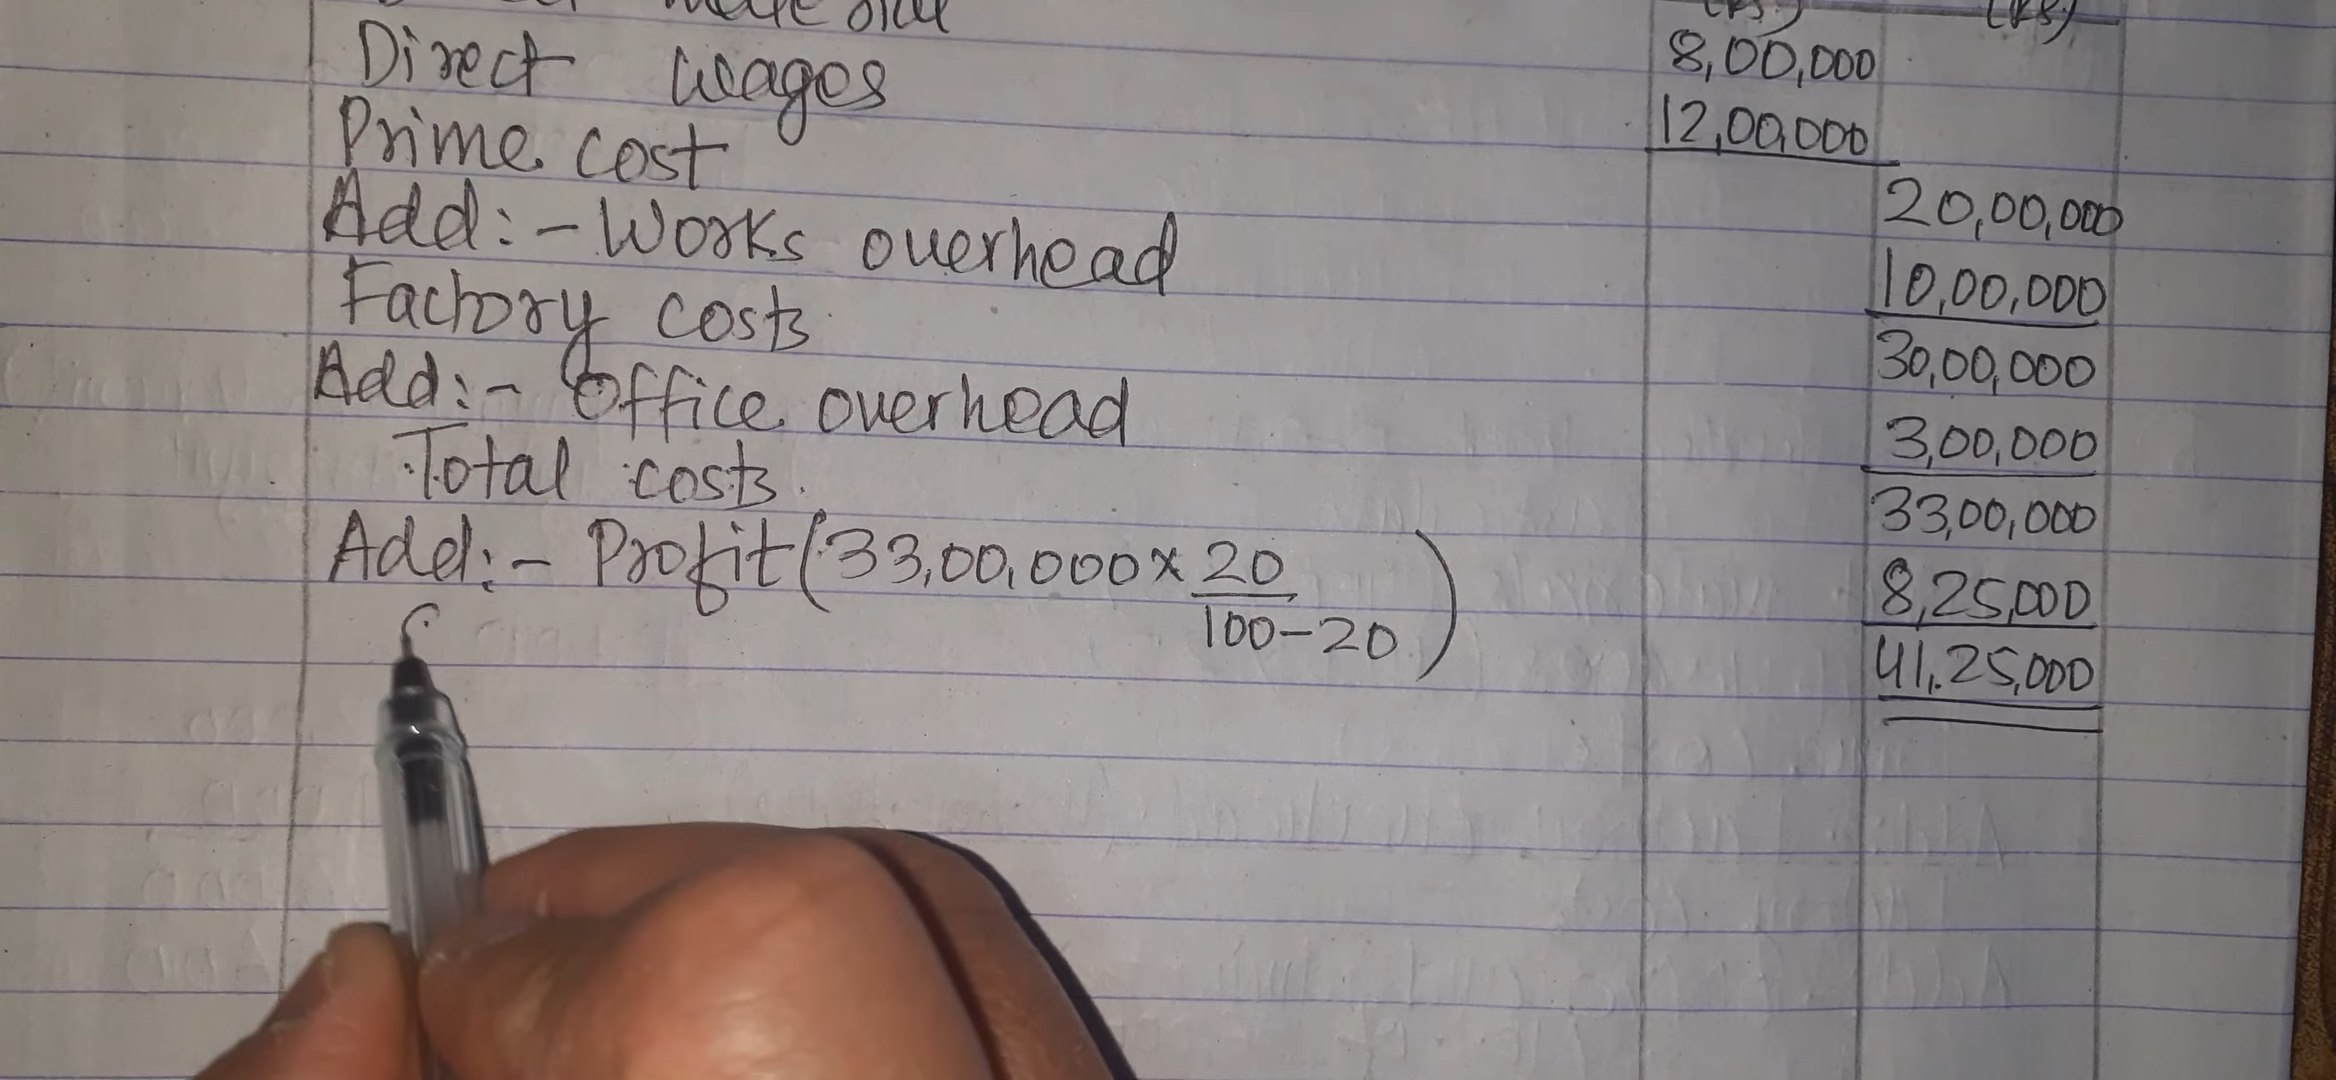 Direct wages 8,00,000
Prime cost 12,00,000
Add:- Works overhead 20,00,000
Factory costs 10,00,000
30,00,000
Add:- Office overhead 3,00,000
Total costs 33,00,000
Add:- Profit (33,00,000 × 20/100-20) 8,25,000
41,25,000